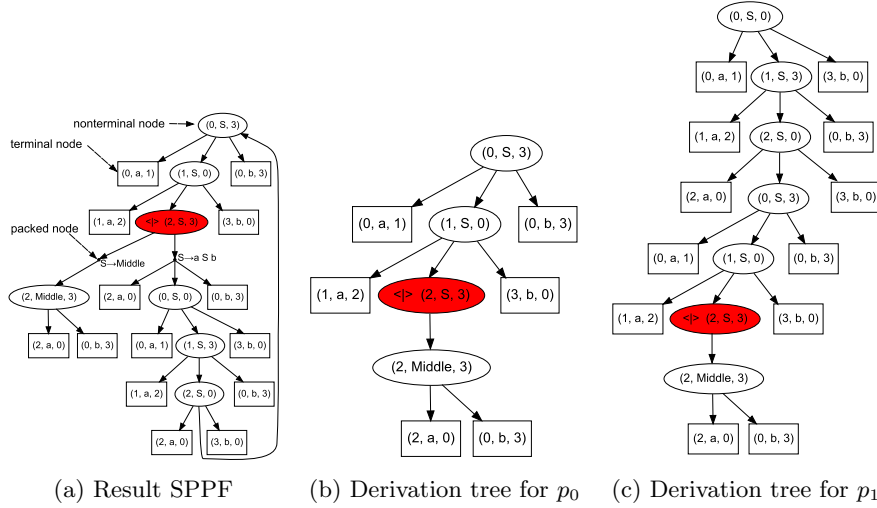 (0, S, 0)
(0, a, 1)
(1, S, 3)
(3, b, 0)
(1, a, 2)
(2, S, 0)
(0, b, 3)
(2, a, 0)
(0, S, 3)
(3, b, 0)
(0, a, 1)
(1, S, 0)
(0, b, 3)
(1, a, 2)
<|> (2, S, 3)
(3, b, 0)
(2, Middle, 3)
(2, a, 0)
(0, b, 3)
(0, S, 3)
(0, a, 1)
(1, S, 0)
(0, b, 3)
(1, a, 2)
<|> (2, S, 3)
(3, b, 0)
(2, Middle, 3)
(2, a, 0)
(0, b, 3)
nonterminal node
(0, S, 3)
terminal node
(0, a, 1)
(1, S, 0)
(0, b, 3)
(1, a, 2)
<|> (2, S, 3)
(3, b, 0)
packed node
S→Middle
S→a S b
(2, Middle, 3)
(2, a, 0)
(0, S, 0)
(0, b, 3)
(2, a, 0)
(0, b, 3)
(0, a, 1)
(1, S, 3)
(3, b, 0)
(1, a, 2)
(2, S, 0)
(0, b, 3)
(2, a, 0)
(3, b, 0)
(a) Result SPPF
(b) Derivation tree for p0
(c) Derivation tree for p1